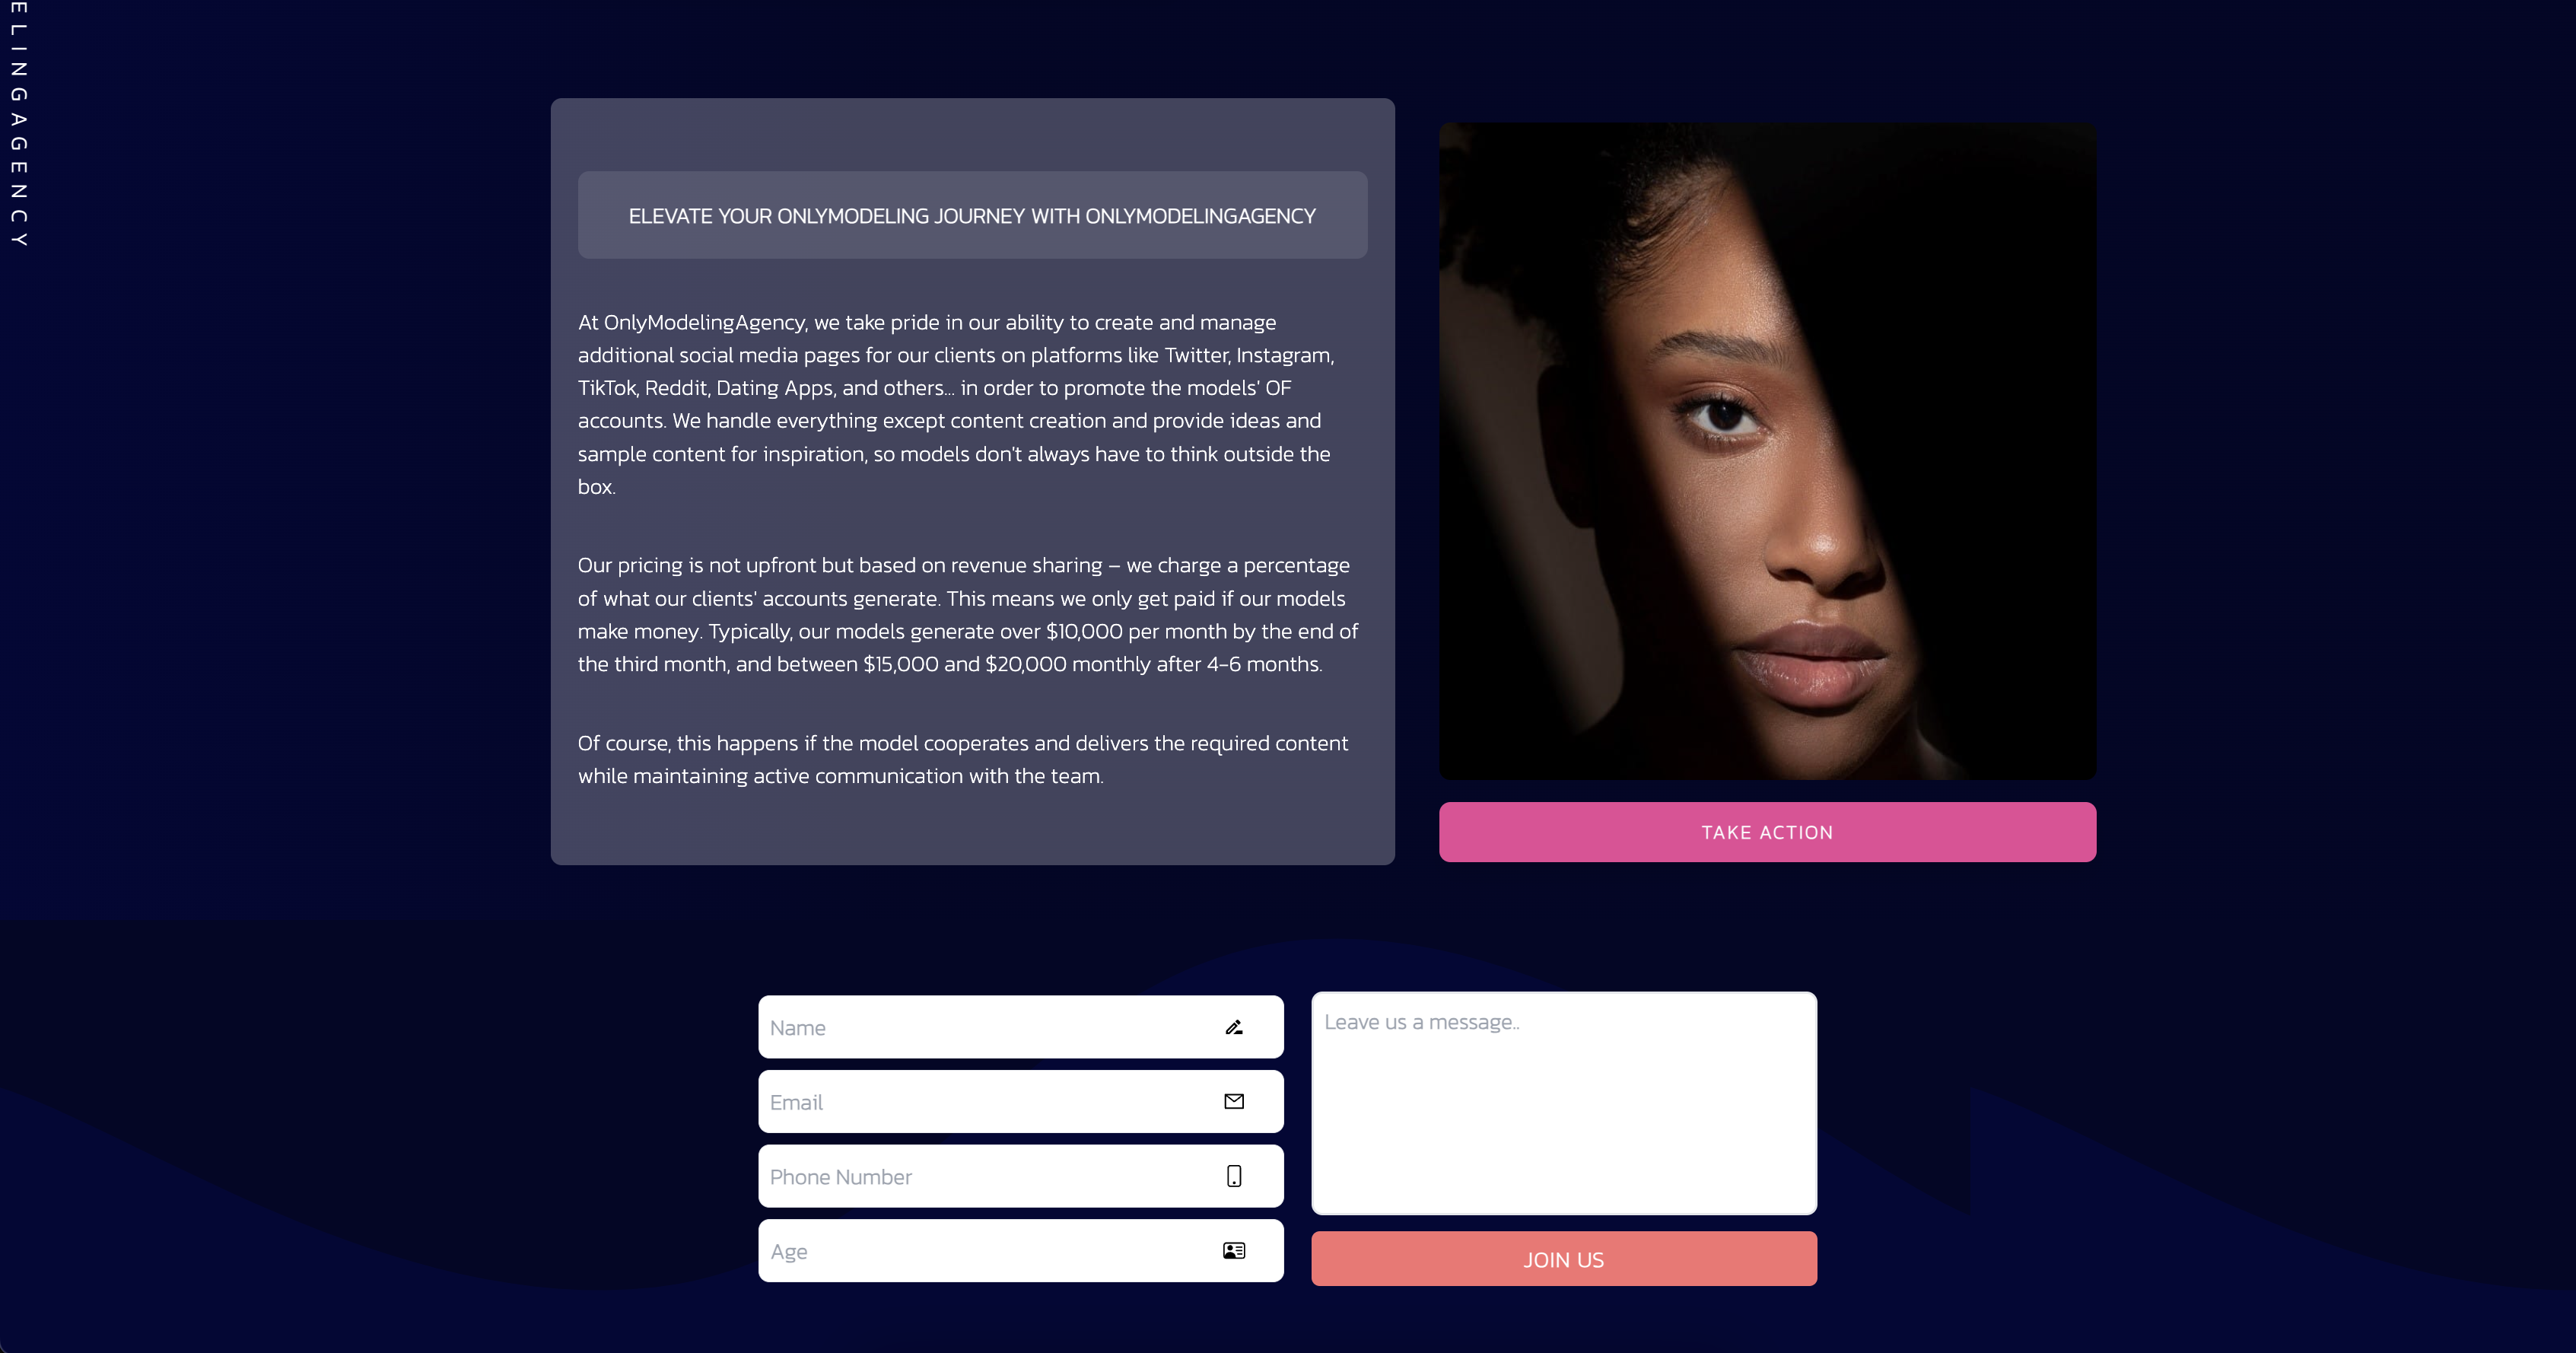 ELINGAGENCY
ELEVATE YOUR ONLYMODELING JOURNEY WITH ONLYMODELINGAGENCY
At OnlyModelingAgency, we take pride in our ability to create and manage
additional social media pages for our clients on platforms like Twitter, Instagram,
TikTok, Reddit, Dating Apps, and others... in order to promote the models' OF
accounts. We handle everything except content creation and provide ideas and
sample content for inspiration, so models don't always have to think outside the
box.
Our pricing is not upfront but based on revenue sharing – we charge a percentage
of what our clients' accounts generate. This means we only get paid if our models
make money. Typically, our models generate over $10,000 per month by the end of
the third month, and between $15,000 and $20,000 monthly after 4-6 months.
Of course, this happens if the model cooperates and delivers the required content
while maintaining active communication with the team.
TAKE ACTION
Name
Email
Phone Number
Age
Leave us a message..
JOIN US